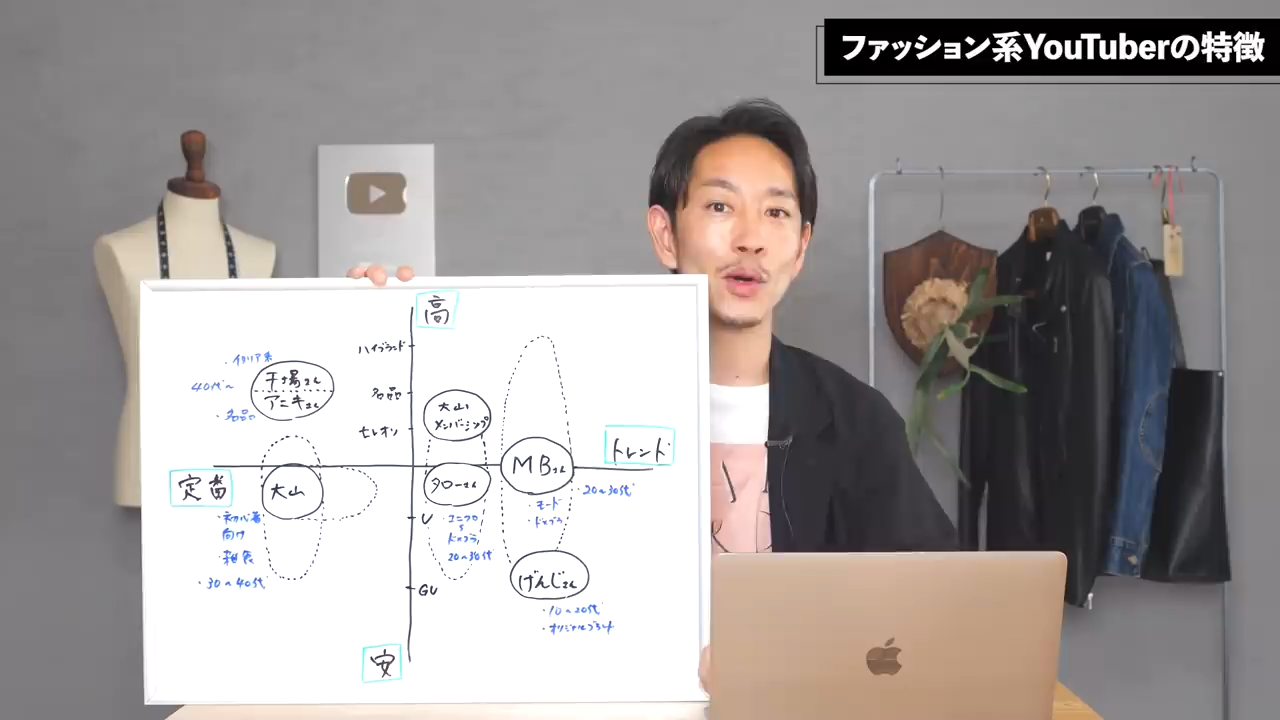 ファッション系YouTuberの特徴
高
ハイブランド
・イタリア系
干場さん
アニキさん
40代〜
・名品
名品
大山
メンバーシップ
セレオリ
トレンド
定番
大山
タローさん
MBさん
・20〜30代
・モード
・ドメブラ
・初心者
向け
・雑食
・30〜40代
U
・ユニクロ
ドメブラ
20〜30代
GU
げんじさん
・10〜20代
・オリジナルブランド
安